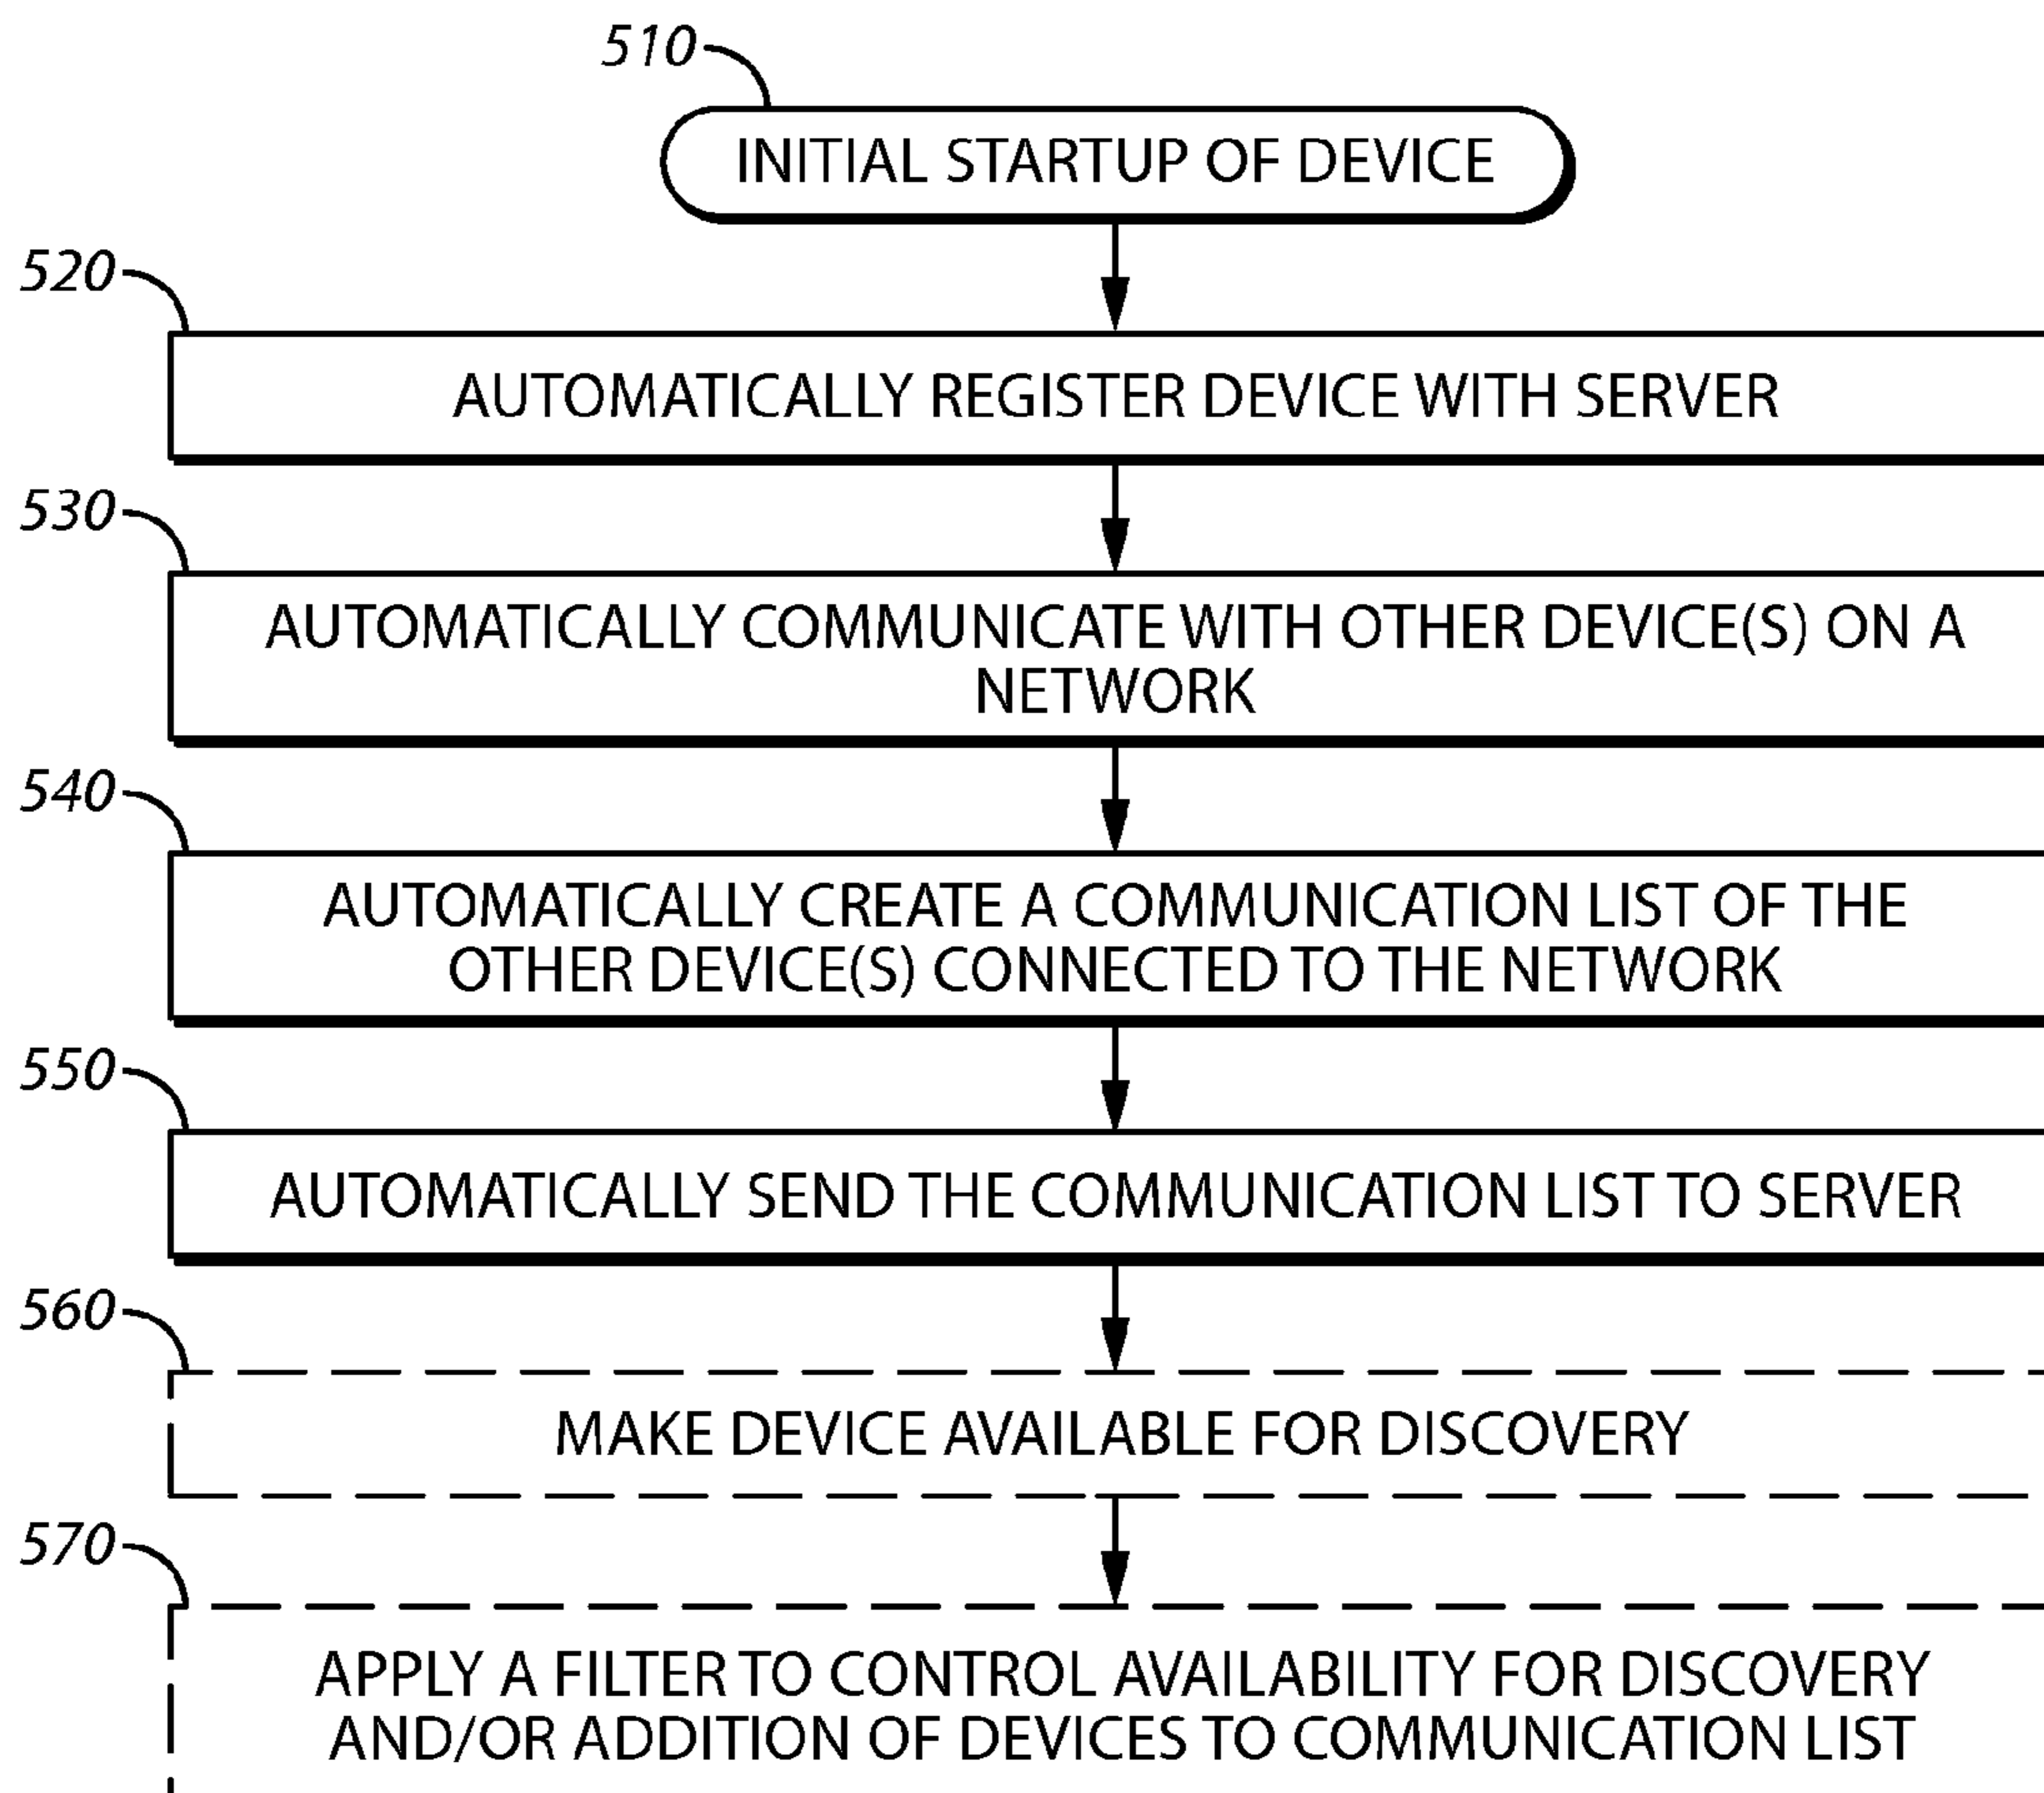 510
INITIAL STARTUP OF DEVICE
520
AUTOMATICALLY REGISTER DEVICE WITH SERVER
530
AUTOMATICALLY COMMUNICATE WITH OTHER DEVICE(S) ON A
NETWORK
540
AUTOMATICALLY CREATE A COMMUNICATION LIST OF THE
OTHER DEVICE(S) CONNECTED TO THE NETWORK
550
AUTOMATICALLY SEND THE COMMUNICATION LIST TO SERVER
560
MAKE DEVICE AVAILABLE FOR DISCOVERY
570
APPLY A FILTER TO CONTROL AVAILABILITY FOR DISCOVERY
AND/OR ADDITION OF DEVICES TO COMMUNICATION LIST